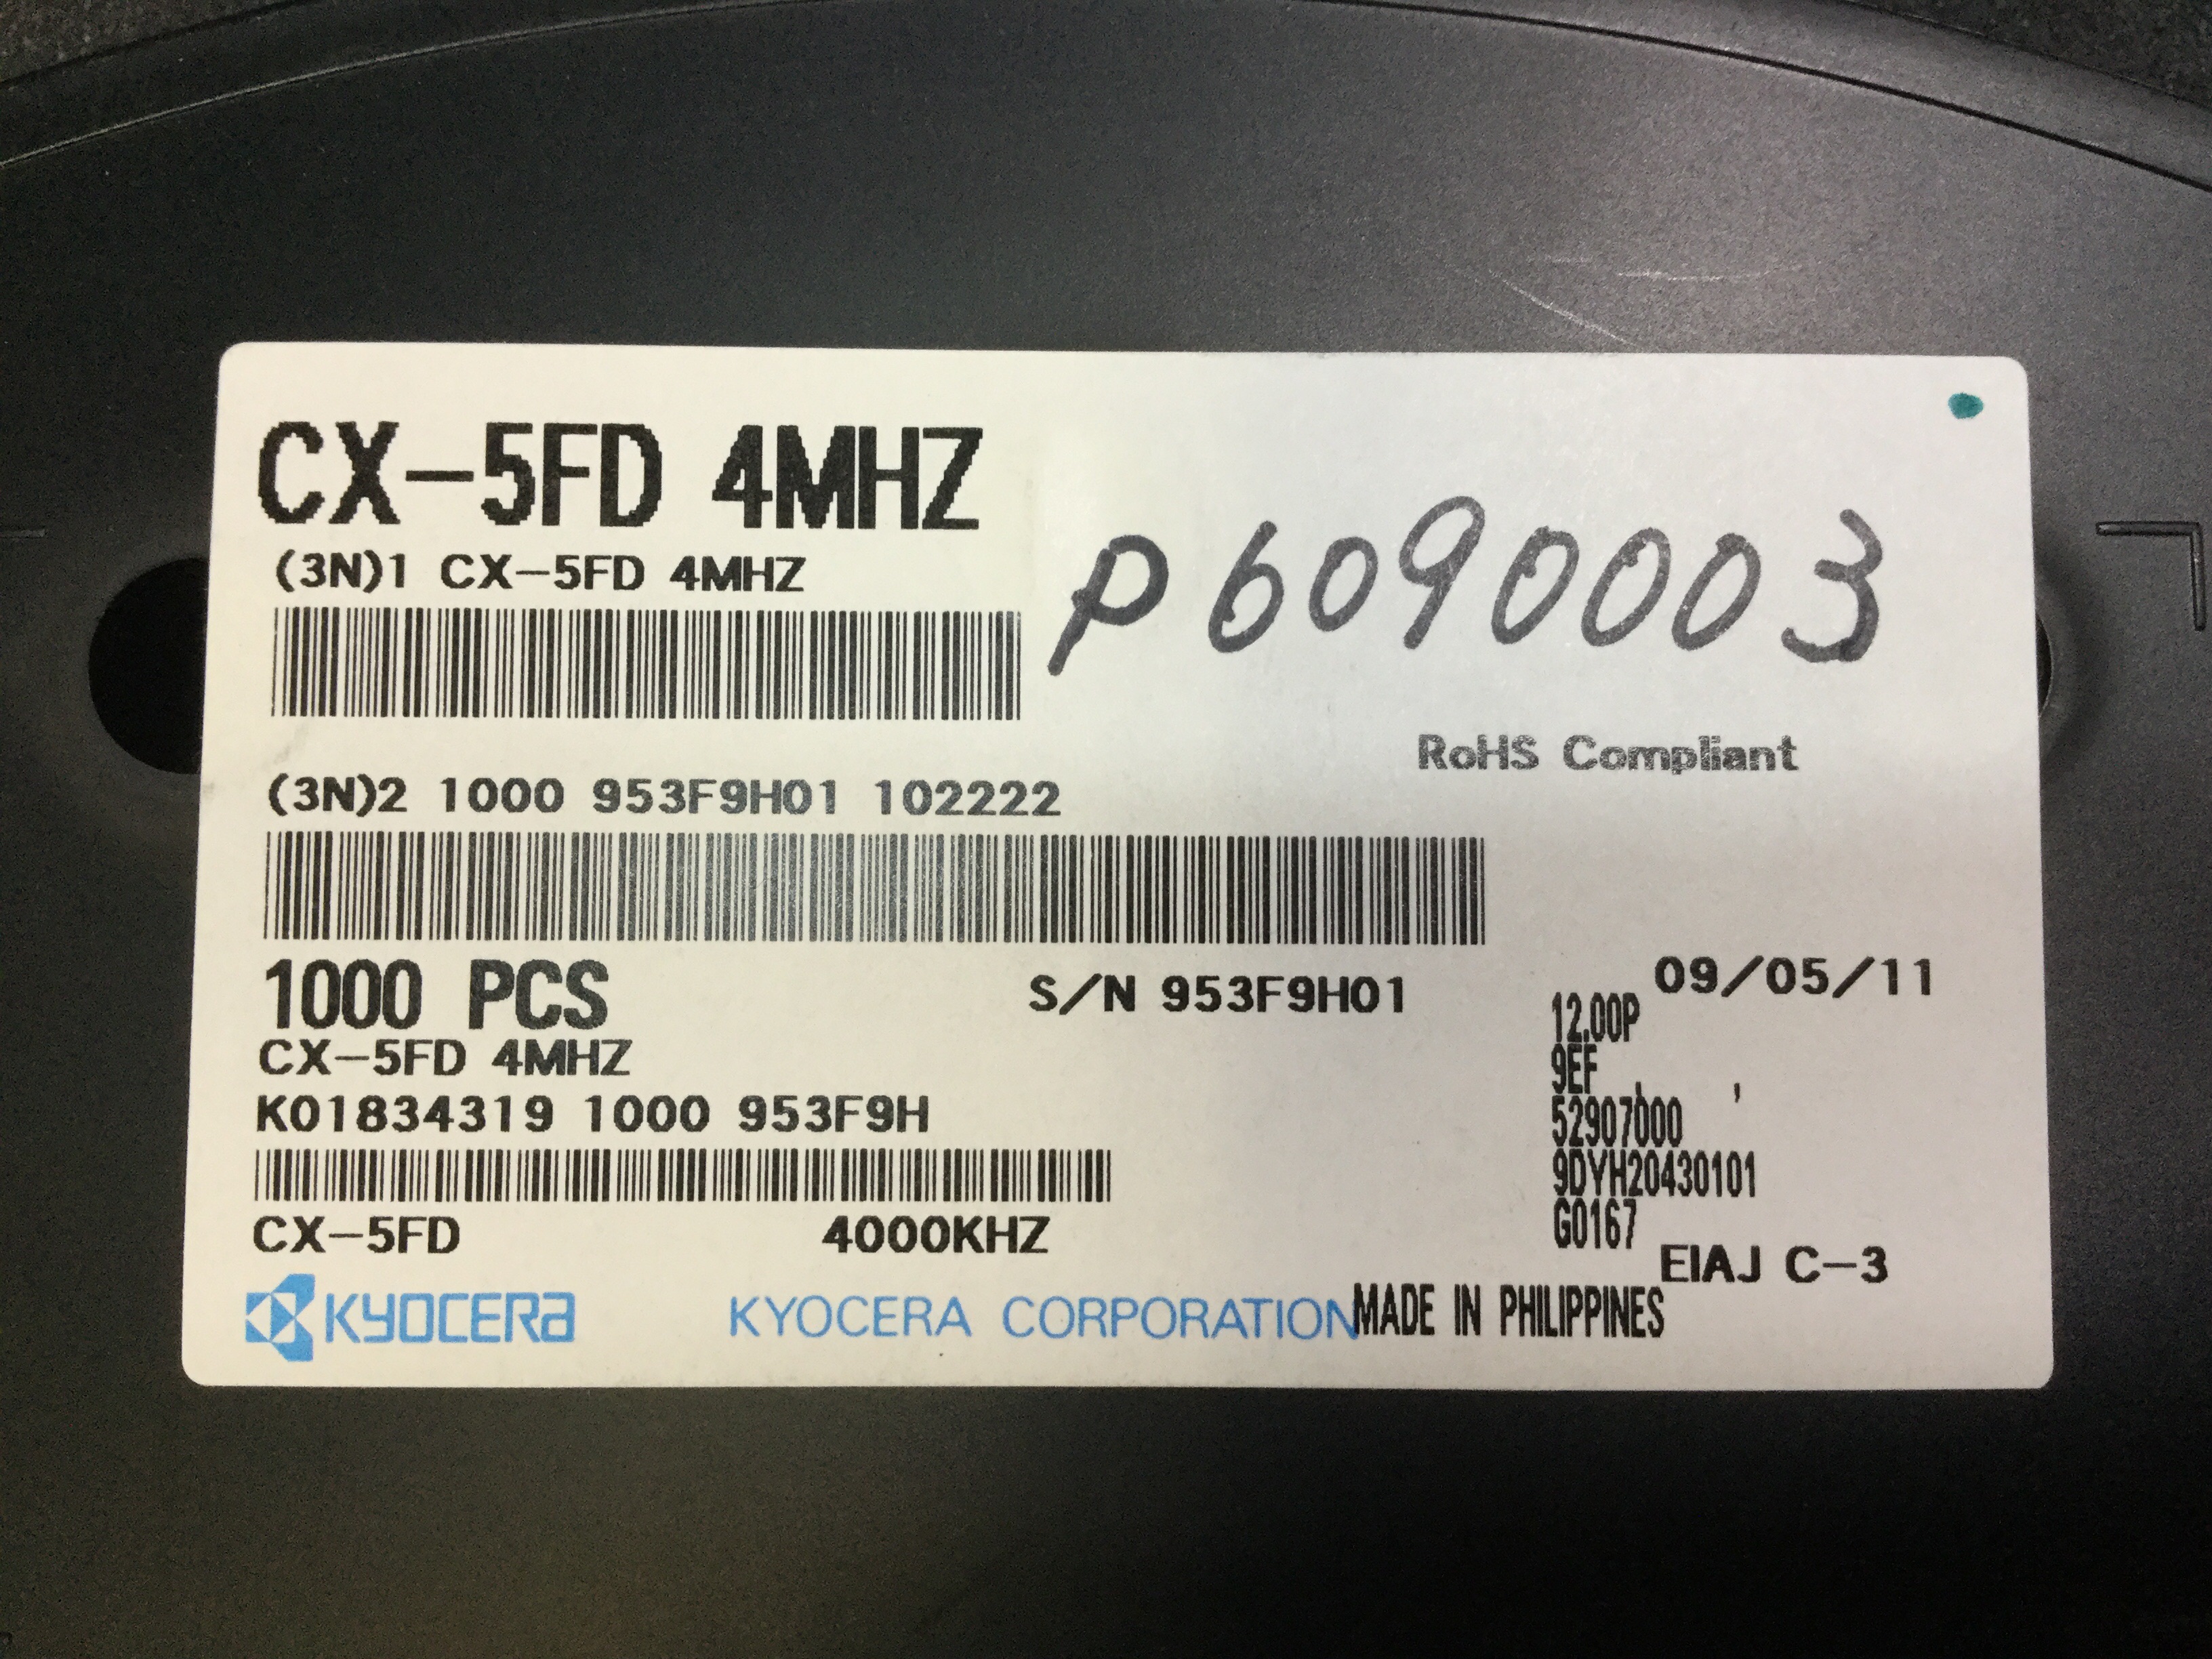 CX-5FD 4MHZ
(3N)1 CX-5FD 4MHZ
P6090003
RoHS Compliant
(3N)2 1000 953F9H01 102222
1000 PCS
S/N 953F9H01
09/05/11
12.00P
9EF
CX-5FD 4MHZ
K01834319 1000 953F9H
52907000
9DYH20430101
CX-5FD 4000KHZ
G0167
EIAJ C-3
KYOCERA
KYOCERA CORPORATION
MADE IN PHILIPPINES